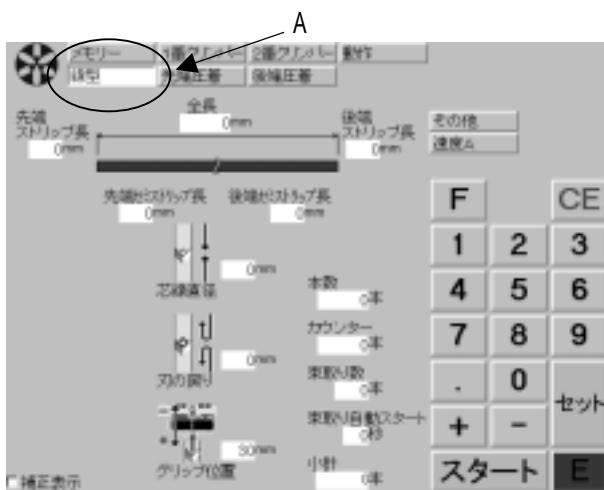 A
メモリー 1番クリンパー 2番クリンパー 動作
線型 先端圧着 後端圧着
先端
ストリップ長
0mm
全長
0mm
後端
ストリップ長
0mm
その他
速度A
先端セミストリップ長
0mm
後端セミストリップ長
0mm
芯線直径
0mm
刃の戻り
0mm
グリップ位置
30mm
本数
0本
カウンター
0本
束取り数
0本
束取り自動スタート
0秒
小計
0本
補正表示
F CE
1 2 3
4 5 6
7 8 9
. 0 セット
+ -
スタート E